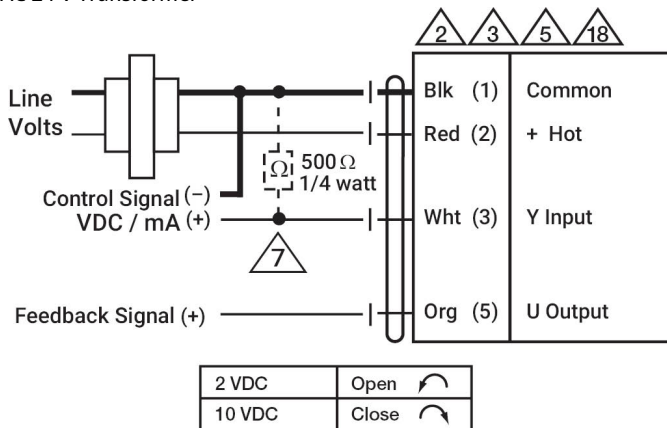 2 3 5 18
Line
Volts
Blk (1) Common
Red (2) + Hot
Ω 500 Ω
1/4 watt
Control Signal (−)
VDC / mA (+)
Wht (3) Y Input
7
Feedback Signal (+)
Org (5) U Output
2 VDC Open
10 VDC Close